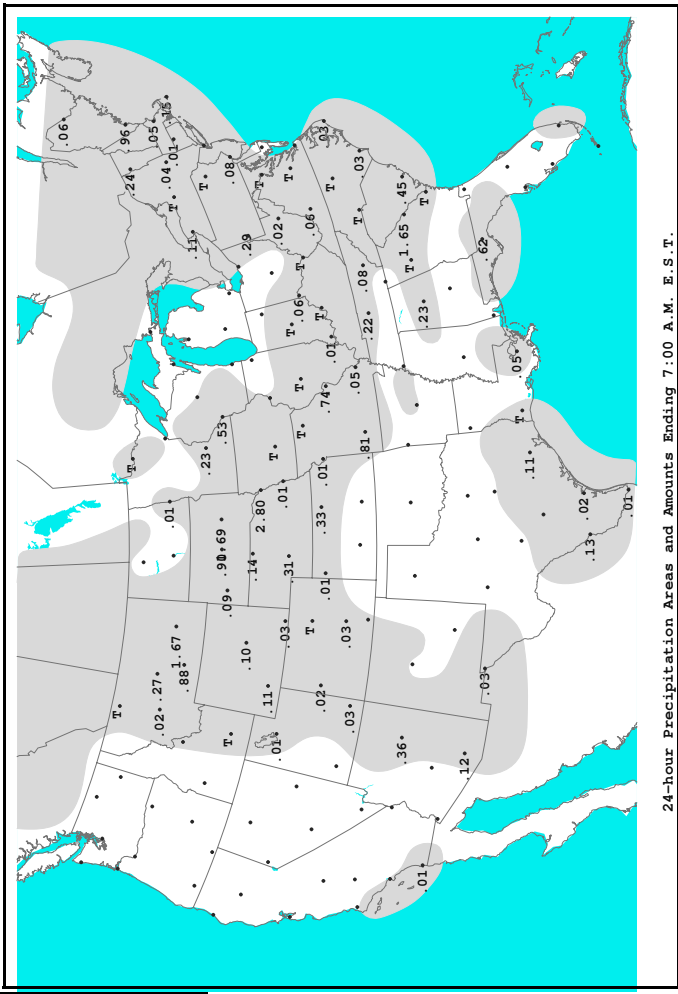 .06
T
.96
T
.24
.05
.27
.02
.15
.04
.01
.01
T
1.67
.88
.11
T
.23
.53
.69
.90
.09
T
.08
.29
.10
.14
T
2.80
.11
T
.01
.02
.01
.03
T
.31
T
.06
T
T
T
.06
T
T
.02
.33
.01
.03
.74
.01
T
.01
.03
.03
.05
T
.03
.08
.81
.22
.36
.45
1.65
T
.01
.23
T
.12
.62
.03
.05
T
.11
.02
.13
.01
24-hour Precipitation Areas and Amounts Ending 7:00 A.M. E.S.T.